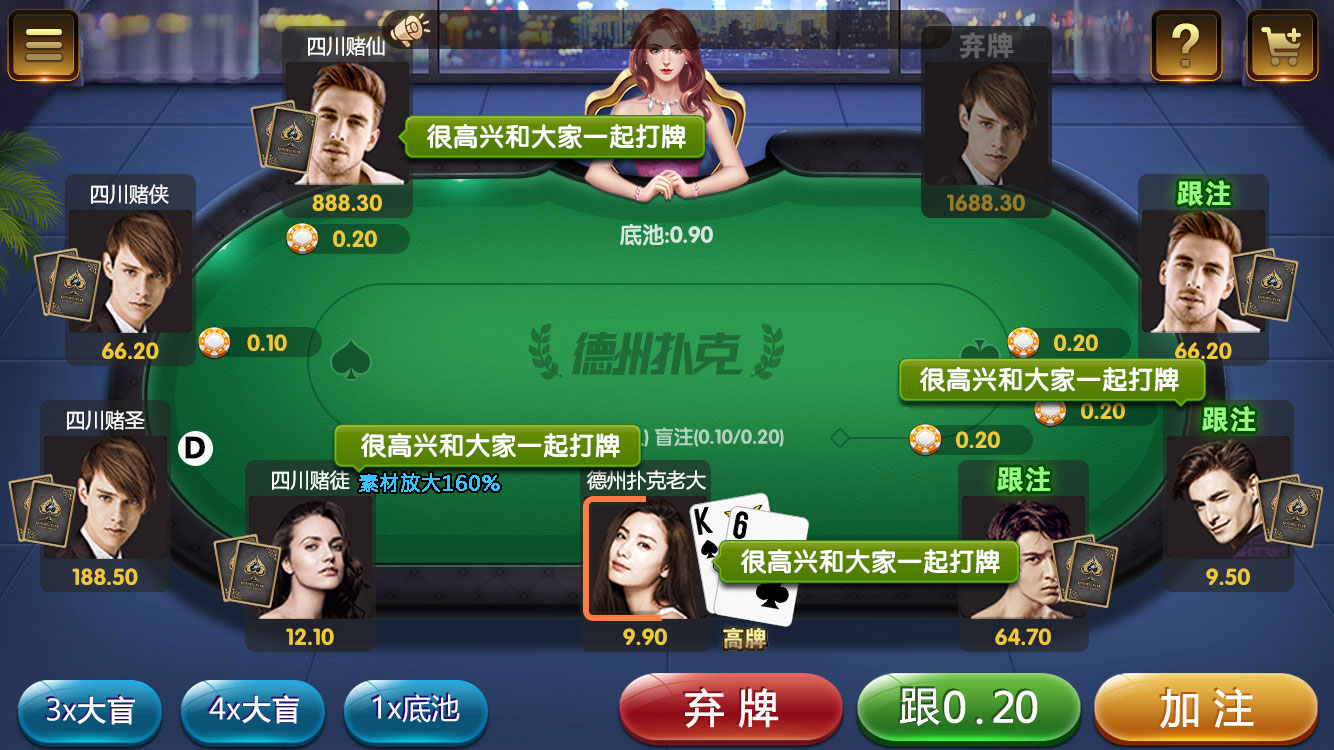 四川赌仙
弃牌
很高兴和大家一起打牌
888.30
1688.30
四川赌侠
跟注
底池:0.90
0.20
66.20
0.10
0.20
66.20
德州扑克
很高兴和大家一起打牌
四川赌圣
D
0.20
跟注
很高兴和大家一起打牌
) 盲注(0.10/0.20)
0.20
四川赌徒
素材放大160%
德州扑克老大
跟注
K
6
很高兴和大家一起打牌
188.50
9.50
12.10
9.90
高牌
64.70
3x大盲
4x大盲
1x底池
弃牌
跟0.20
加注